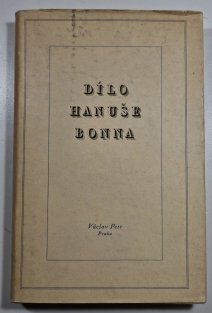 DÍLO
HANUŠE
BONNA
Václav Petr
Praha